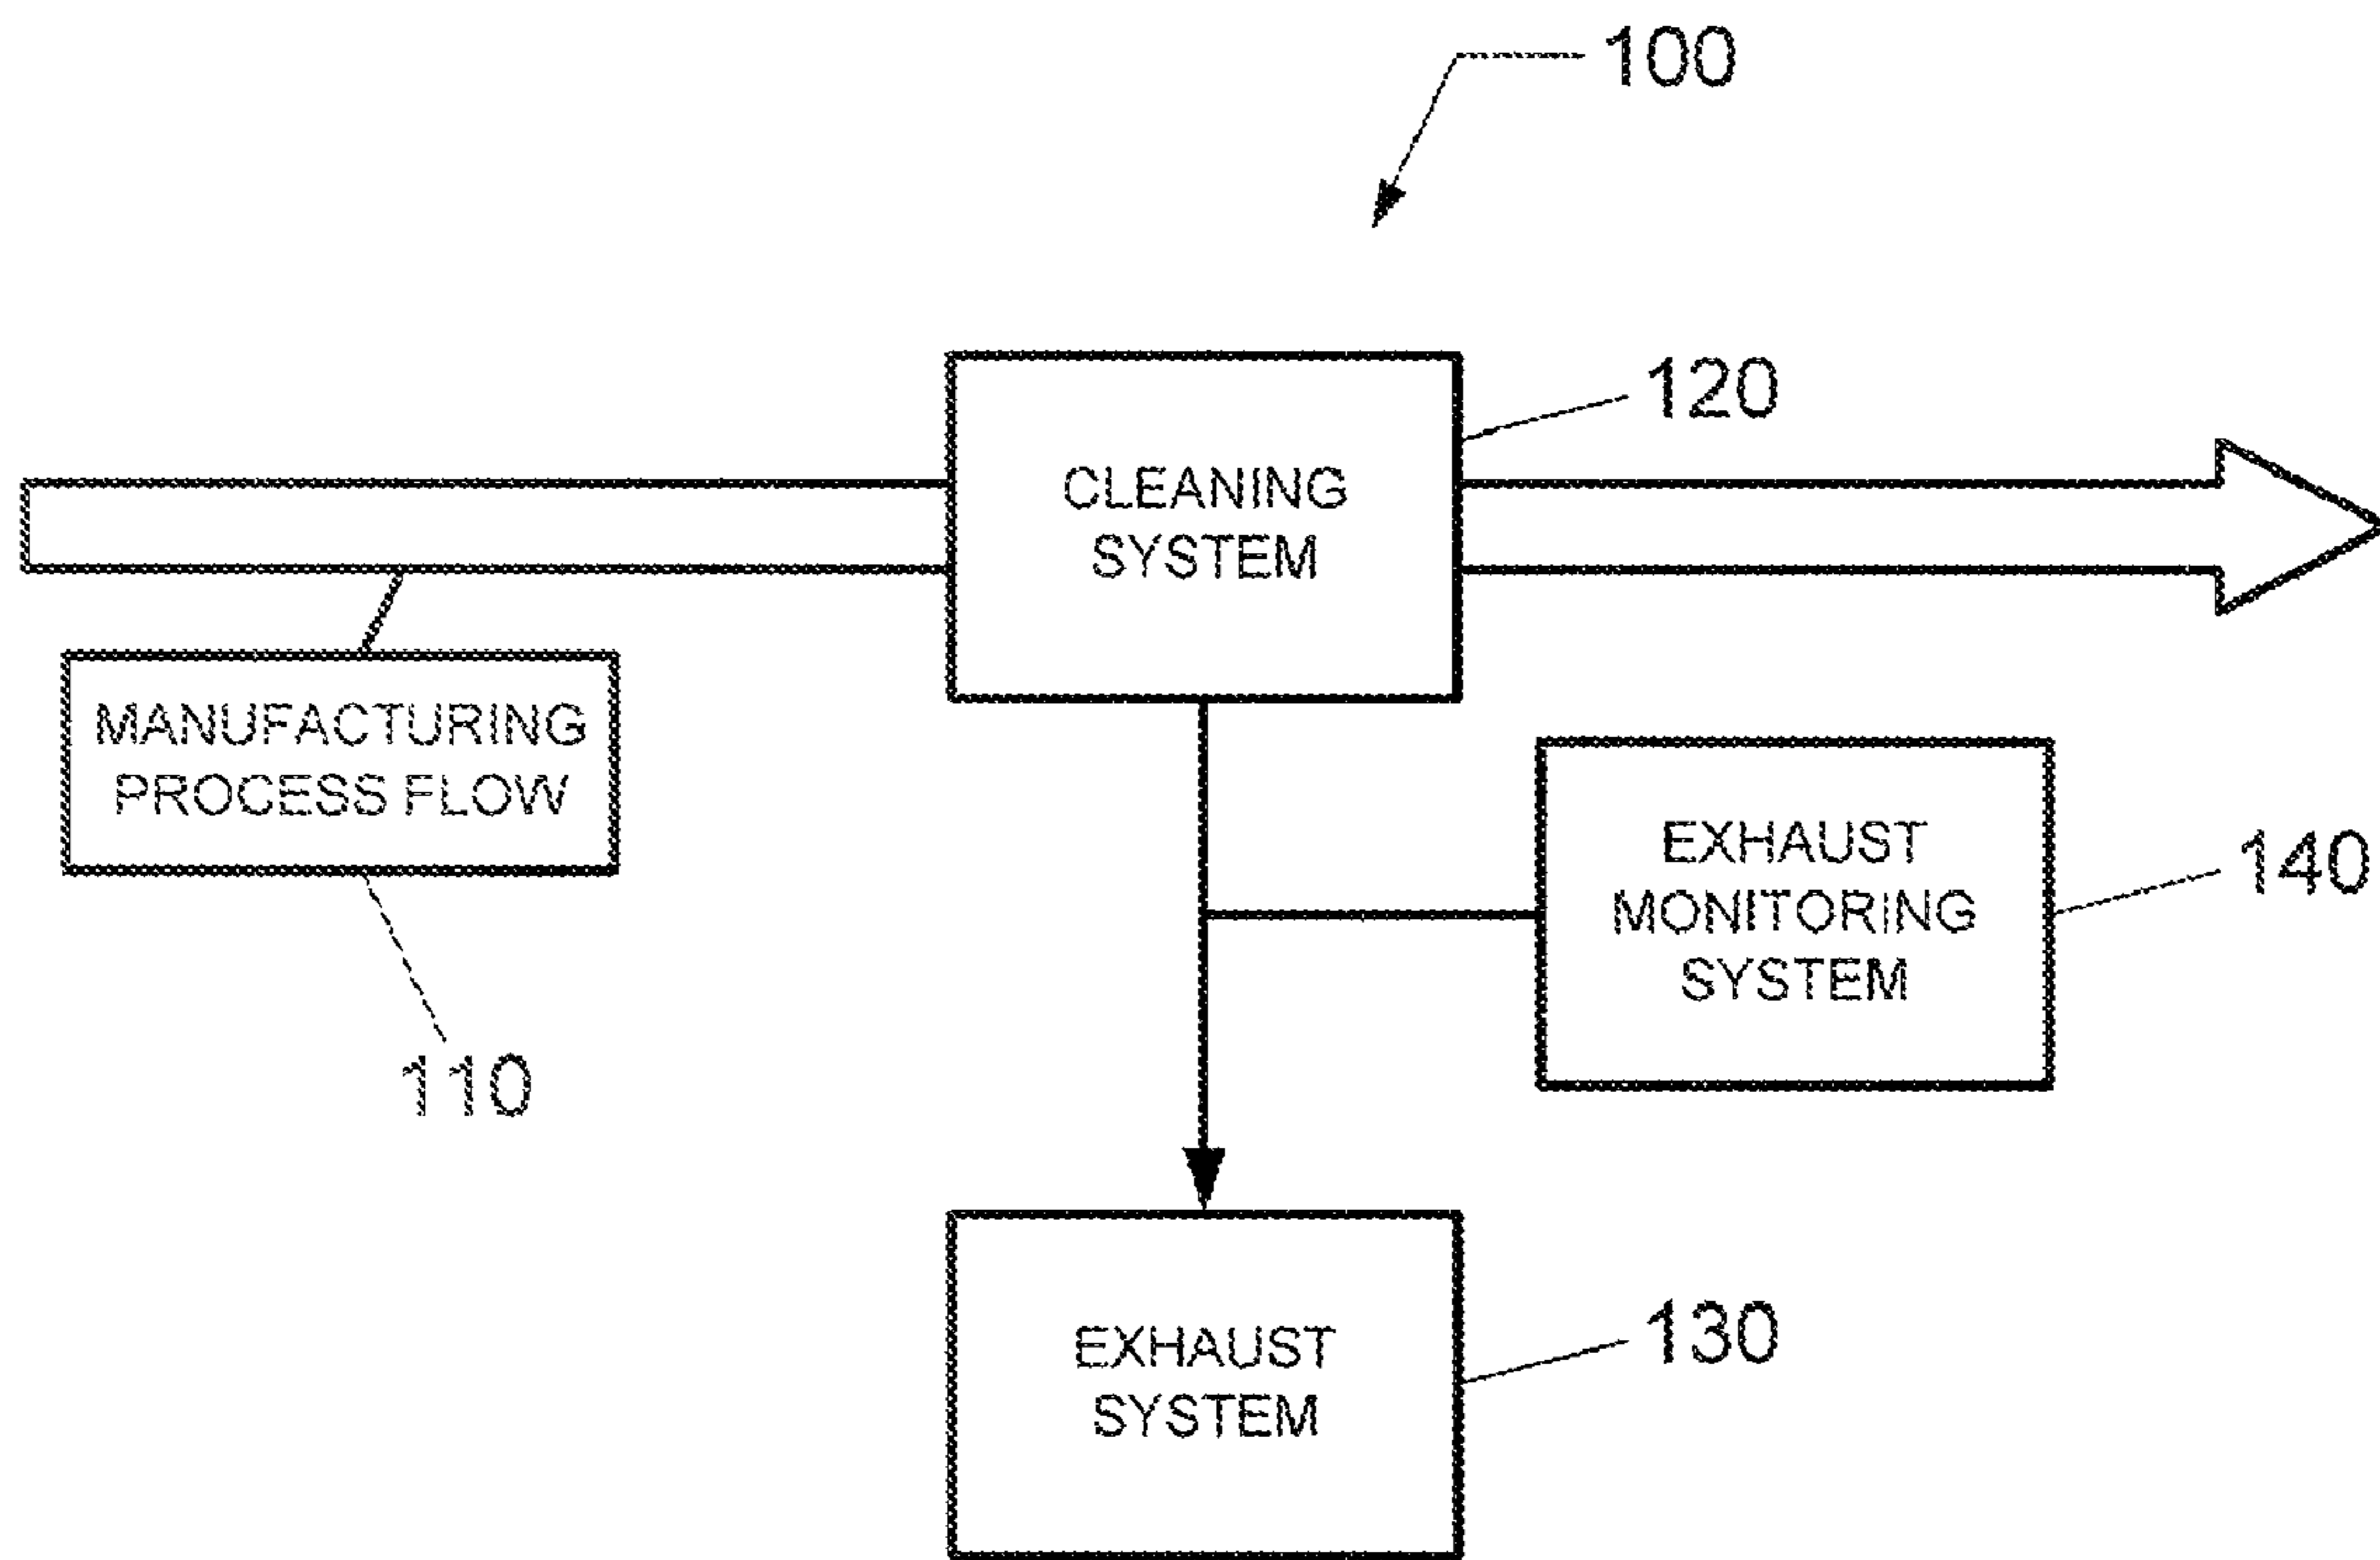 100
120
CLEANING
SYSTEM
MANUFACTURING
PROCESS FLOW
110
EXHAUST
MONITORING
SYSTEM
140
EXHAUST
SYSTEM
130